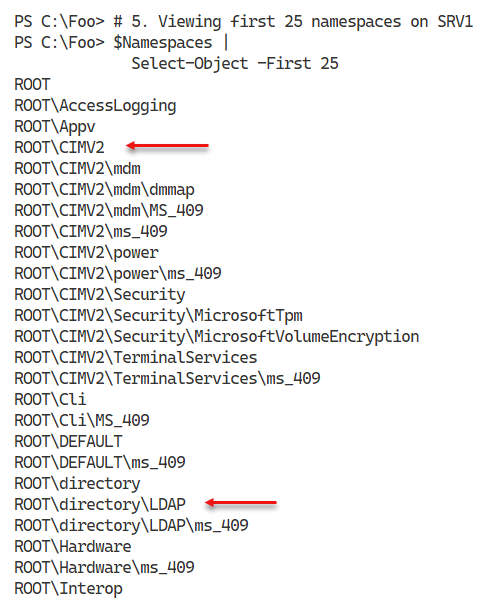 PS C:\Foo> # 5. Viewing first 25 namespaces on SRV1
PS C:\Foo> $Namespaces |
Select-Object -First 25
ROOT
ROOT\AccessLogging
ROOT\Appv
ROOT\CIMV2
ROOT\CIMV2\mdm
ROOT\CIMV2\mdm\dmmap
ROOT\CIMV2\mdm\MS_409
ROOT\CIMV2\ms_409
ROOT\CIMV2\power
ROOT\CIMV2\power\ms_409
ROOT\CIMV2\Security
ROOT\CIMV2\Security\MicrosoftTpm
ROOT\CIMV2\Security\MicrosoftVolumeEncryption
ROOT\CIMV2\TerminalServices
ROOT\CIMV2\TerminalServices\ms_409
ROOT\Cli
ROOT\Cli\MS_409
ROOT\DEFAULT
ROOT\DEFAULT\ms_409
ROOT\directory
ROOT\directory\LDAP
ROOT\directory\LDAP\ms_409
ROOT\Hardware
ROOT\Hardware\ms_409
ROOT\Interop